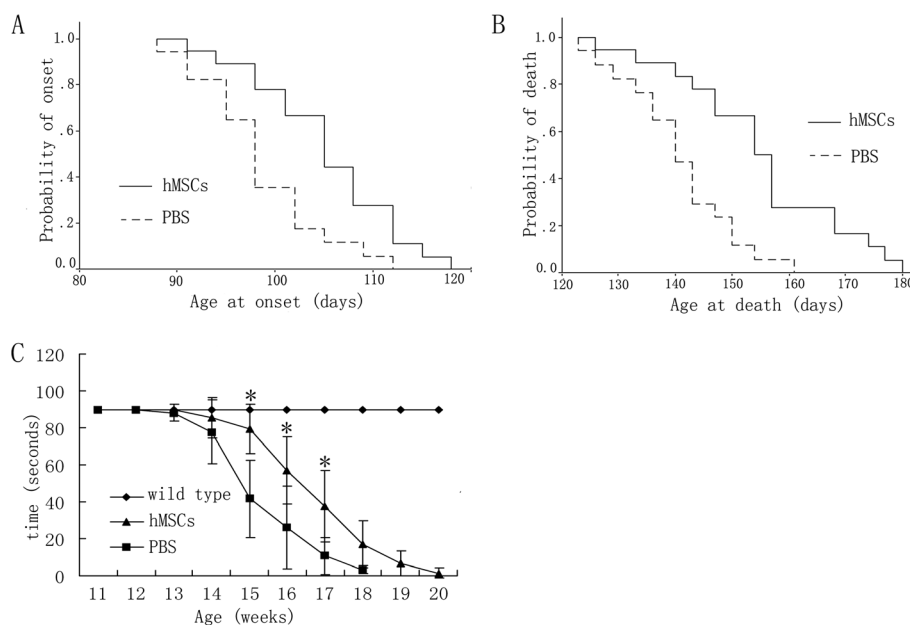 A
1.0
.8
.6
.4
.2
0.0
Probability of onset
hMSCs
PBS
80 90 100 110 120
Age at onset (days)
B
1.0
.8
.6
.4
.2
0.0
Probability of death
hMSCs
PBS
120 130 140 150 160 170 180
Age at death (days)
C
120
100
80
60
40
20
0
time (seconds)
* * *
wild type
hMSCs
PBS
11 12 13 14 15 16 17 18 19 20
Age (weeks)